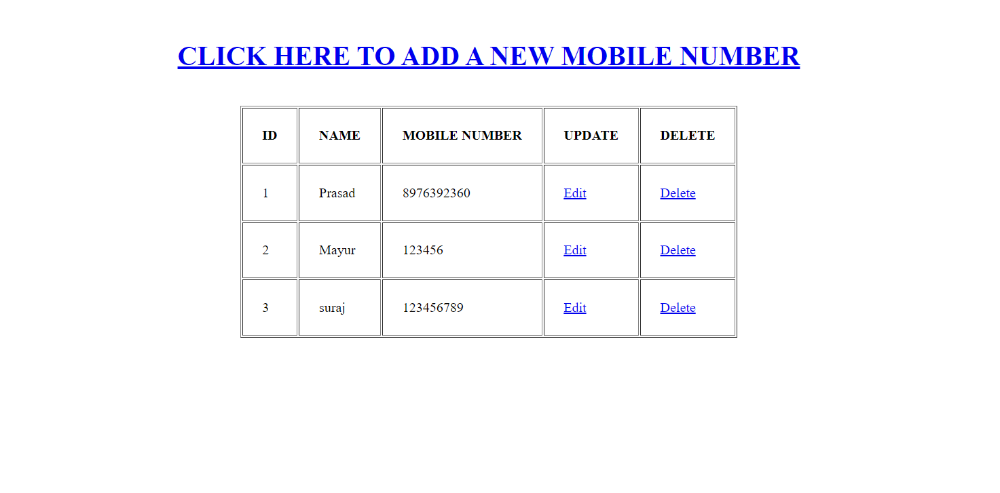 CLICK HERE TO ADD A NEW MOBILE NUMBER
ID NAME MOBILE NUMBER UPDATE DELETE
1 Prasad 8976392360 Edit Delete
2 Mayur 123456 Edit Delete
3 suraj 123456789 Edit Delete